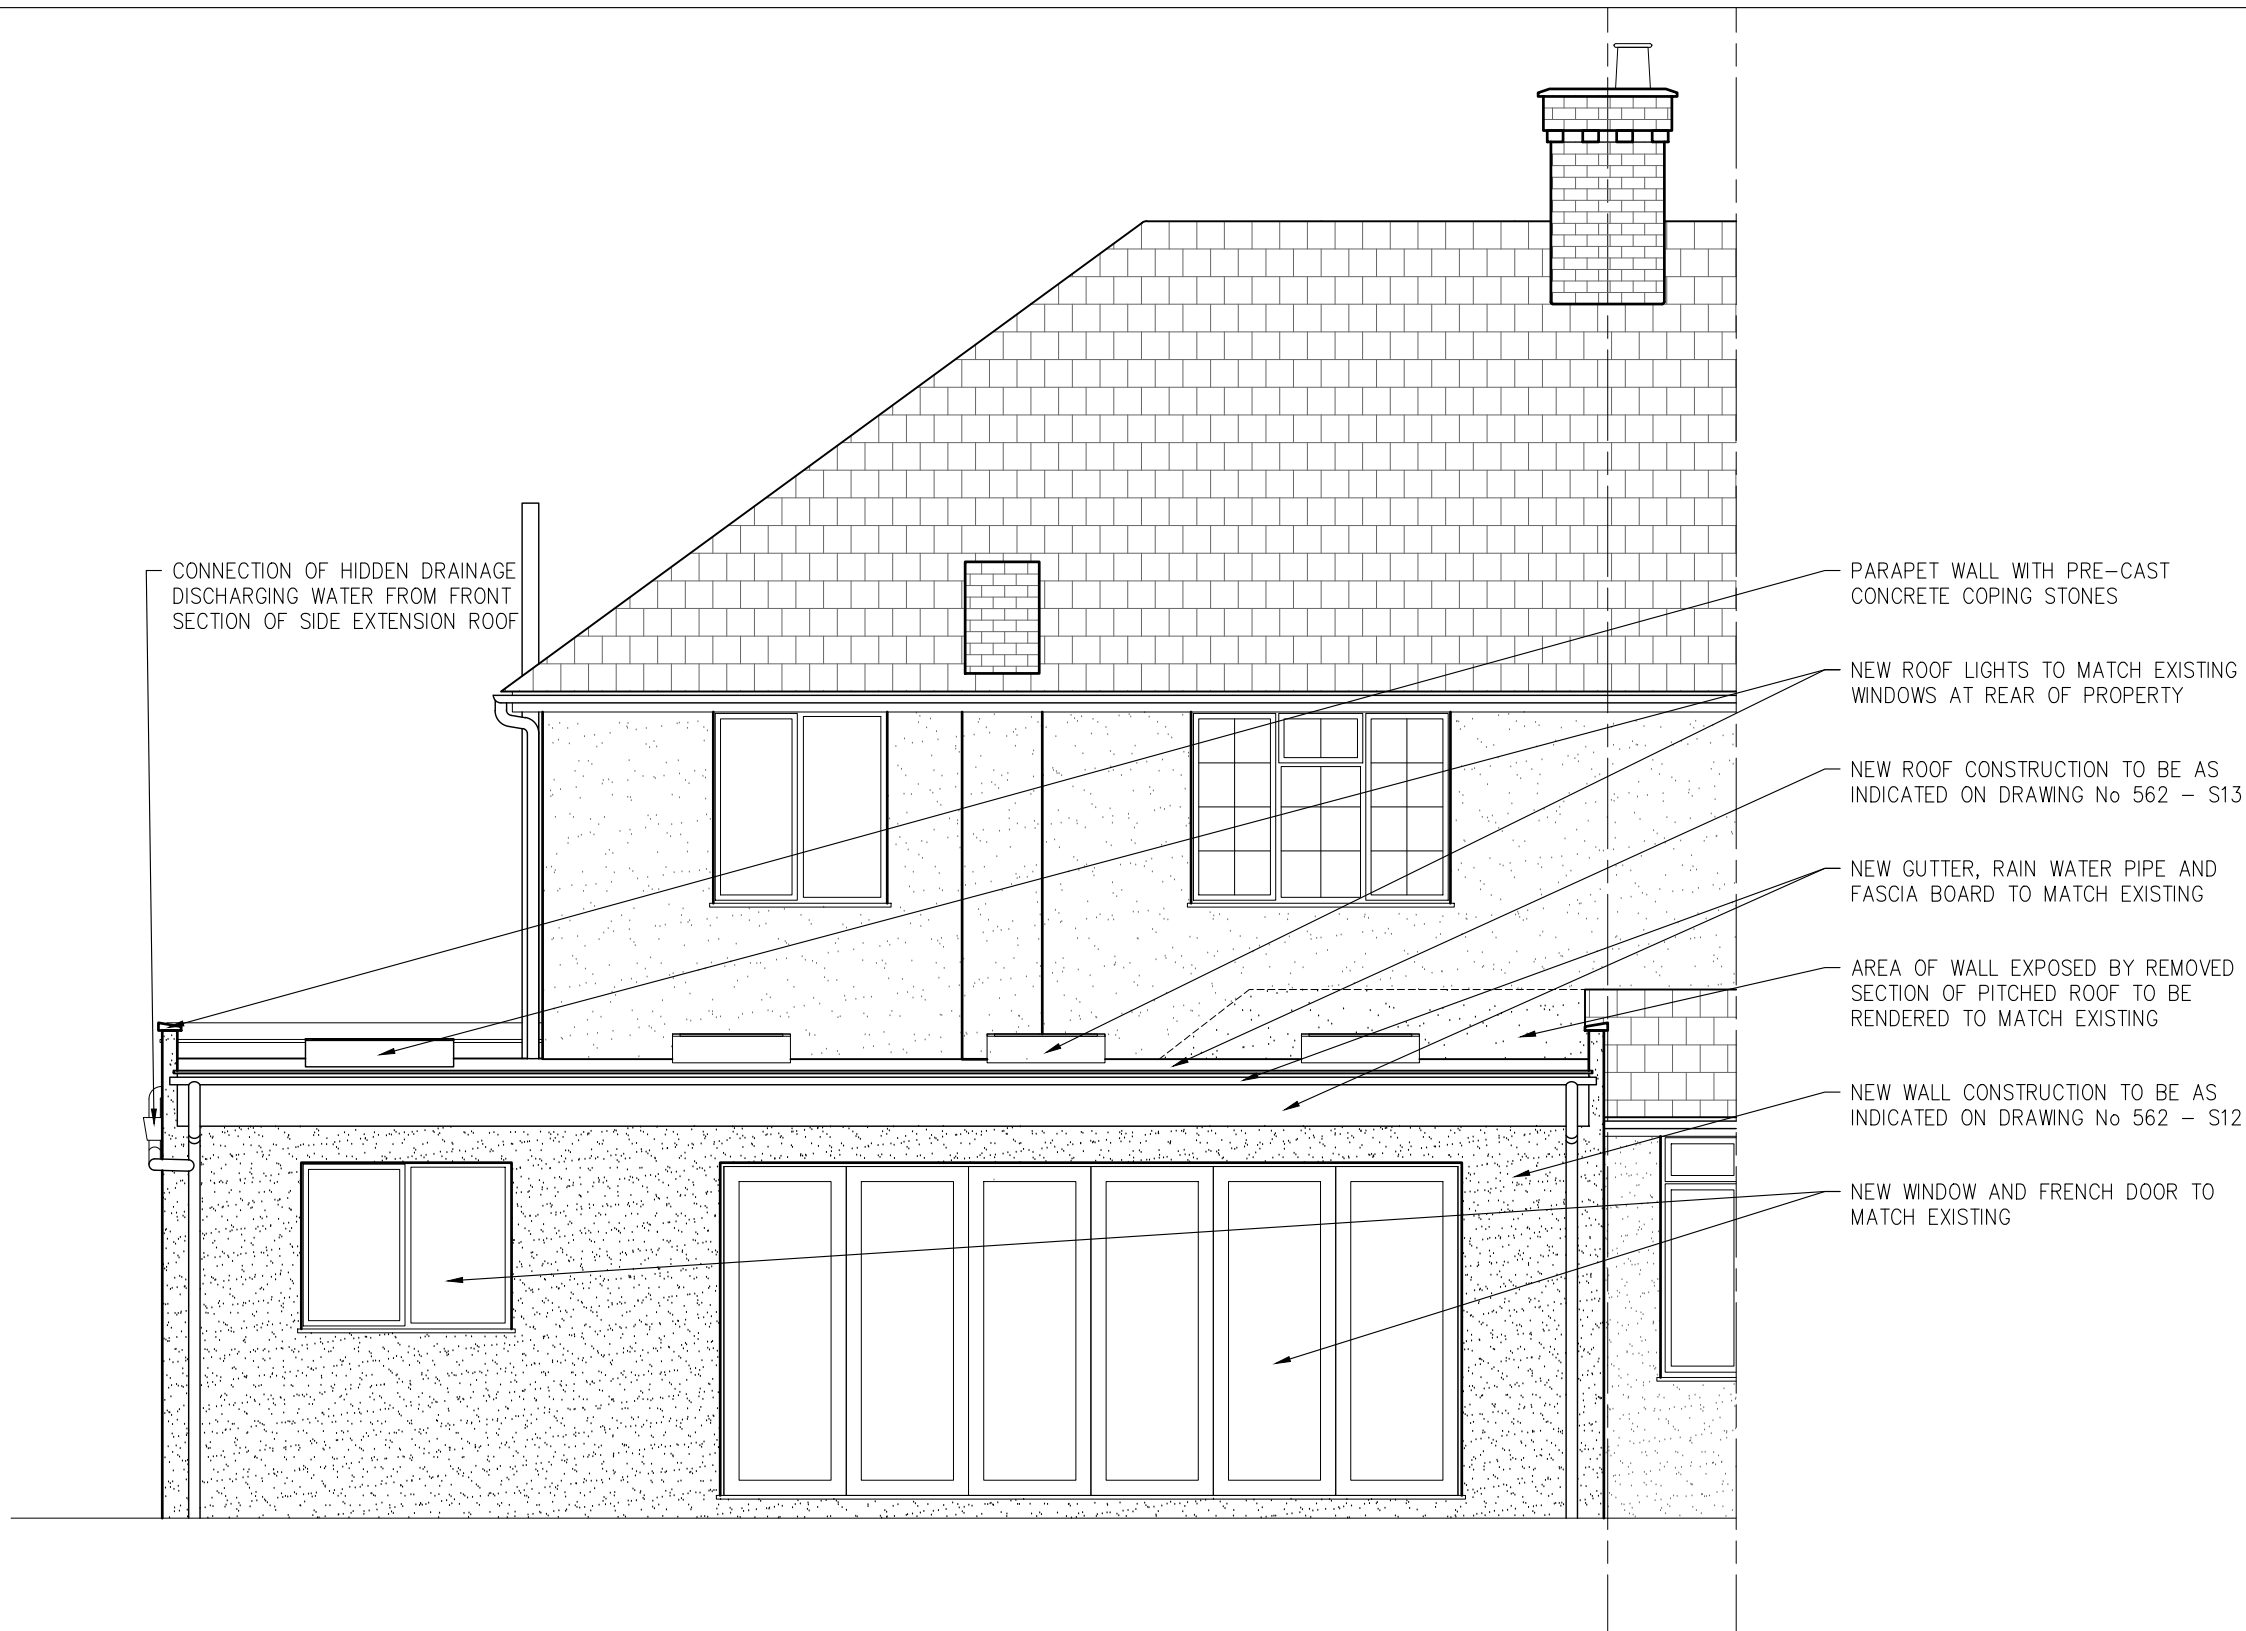 CONNECTION OF HIDDEN DRAINAGE
DISCHARGING WATER FROM FRONT
SECTION OF SIDE EXTENSION ROOF
PARAPET WALL WITH PRE-CAST
CONCRETE COPING STONES
NEW ROOF LIGHTS TO MATCH EXISTING
WINDOWS AT REAR OF PROPERTY
NEW ROOF CONSTRUCTION TO BE AS
INDICATED ON DRAWING No 562 - S13
NEW GUTTER, RAIN WATER PIPE AND
FASCIA BOARD TO MATCH EXISTING
AREA OF WALL EXPOSED BY REMOVED
SECTION OF PITCHED ROOF TO BE
RENDERED TO MATCH EXISTING
NEW WALL CONSTRUCTION TO BE AS
INDICATED ON DRAWING No 562 - S12
NEW WINDOW AND FRENCH DOOR TO
MATCH EXISTING